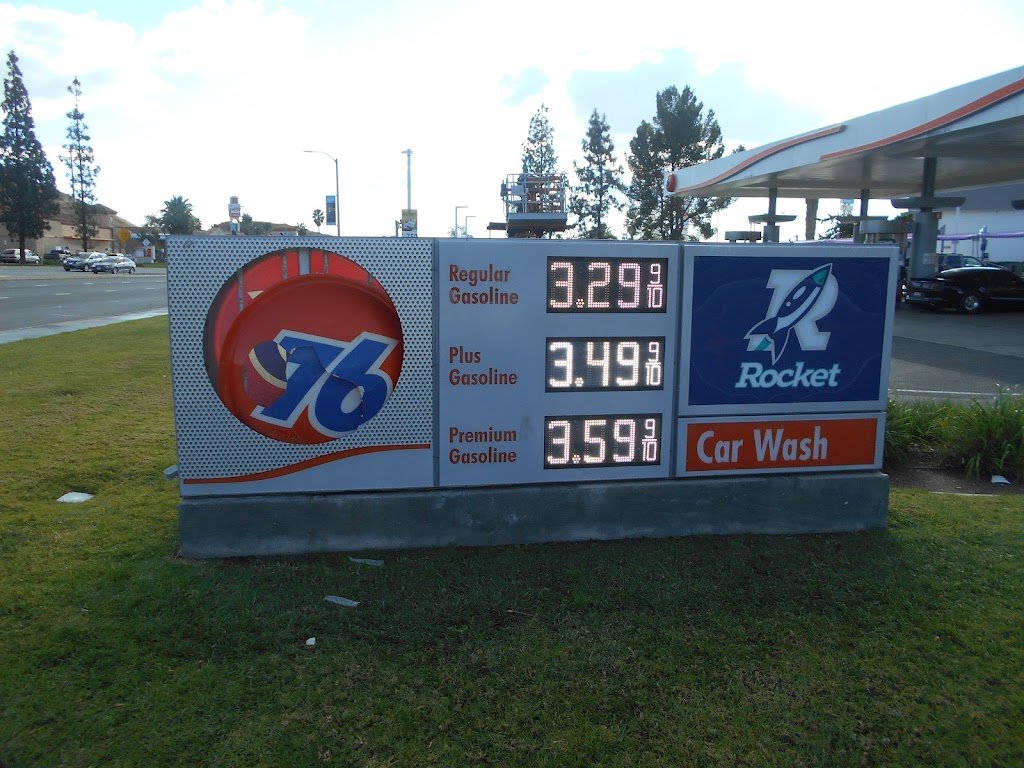 76
Regular
Gasoline
3.29 9/10
Plus
Gasoline
3.49 9/10
Premium
Gasoline
3.59 9/10
R
Rocket
Car Wash